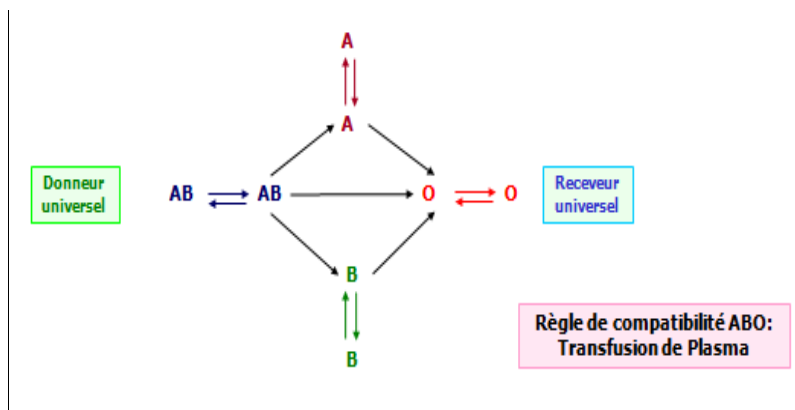 A
A
Donneur
universel
AB
AB
O
O
Receveur
universel
B
Règle de compatibilité ABO:
Transfusion de Plasma
B